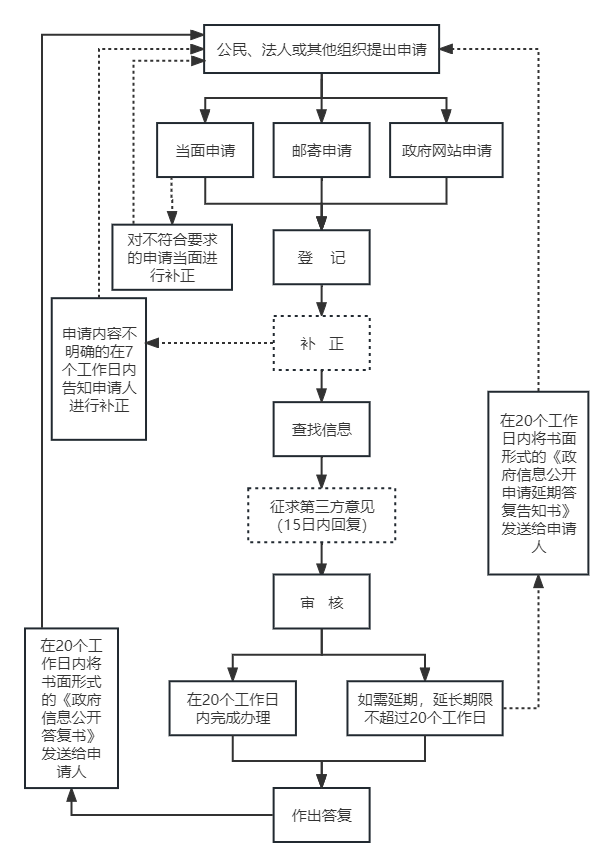 公民、法人或其他组织提出申请
当面申请
邮寄申请
政府网站申请
对不符合要求
的申请当面进
行补正
登 记
申请内容不
明确的在7
个工作日内
告知申请人
进行补正
补 正
查找信息
在20个工作
日内将书面
形式的《政
府信息公开
申请延期答
复告知书》
发送给申请
人
征求第三方意见
（15日内回复）
审 核
在20个工
作日内将
书面形式
的《政府
信息公开
答复书》
发送给申
请人
在20个工作日
内完成办理
如需延期，延长期限
不超过20个工作日
作出答复